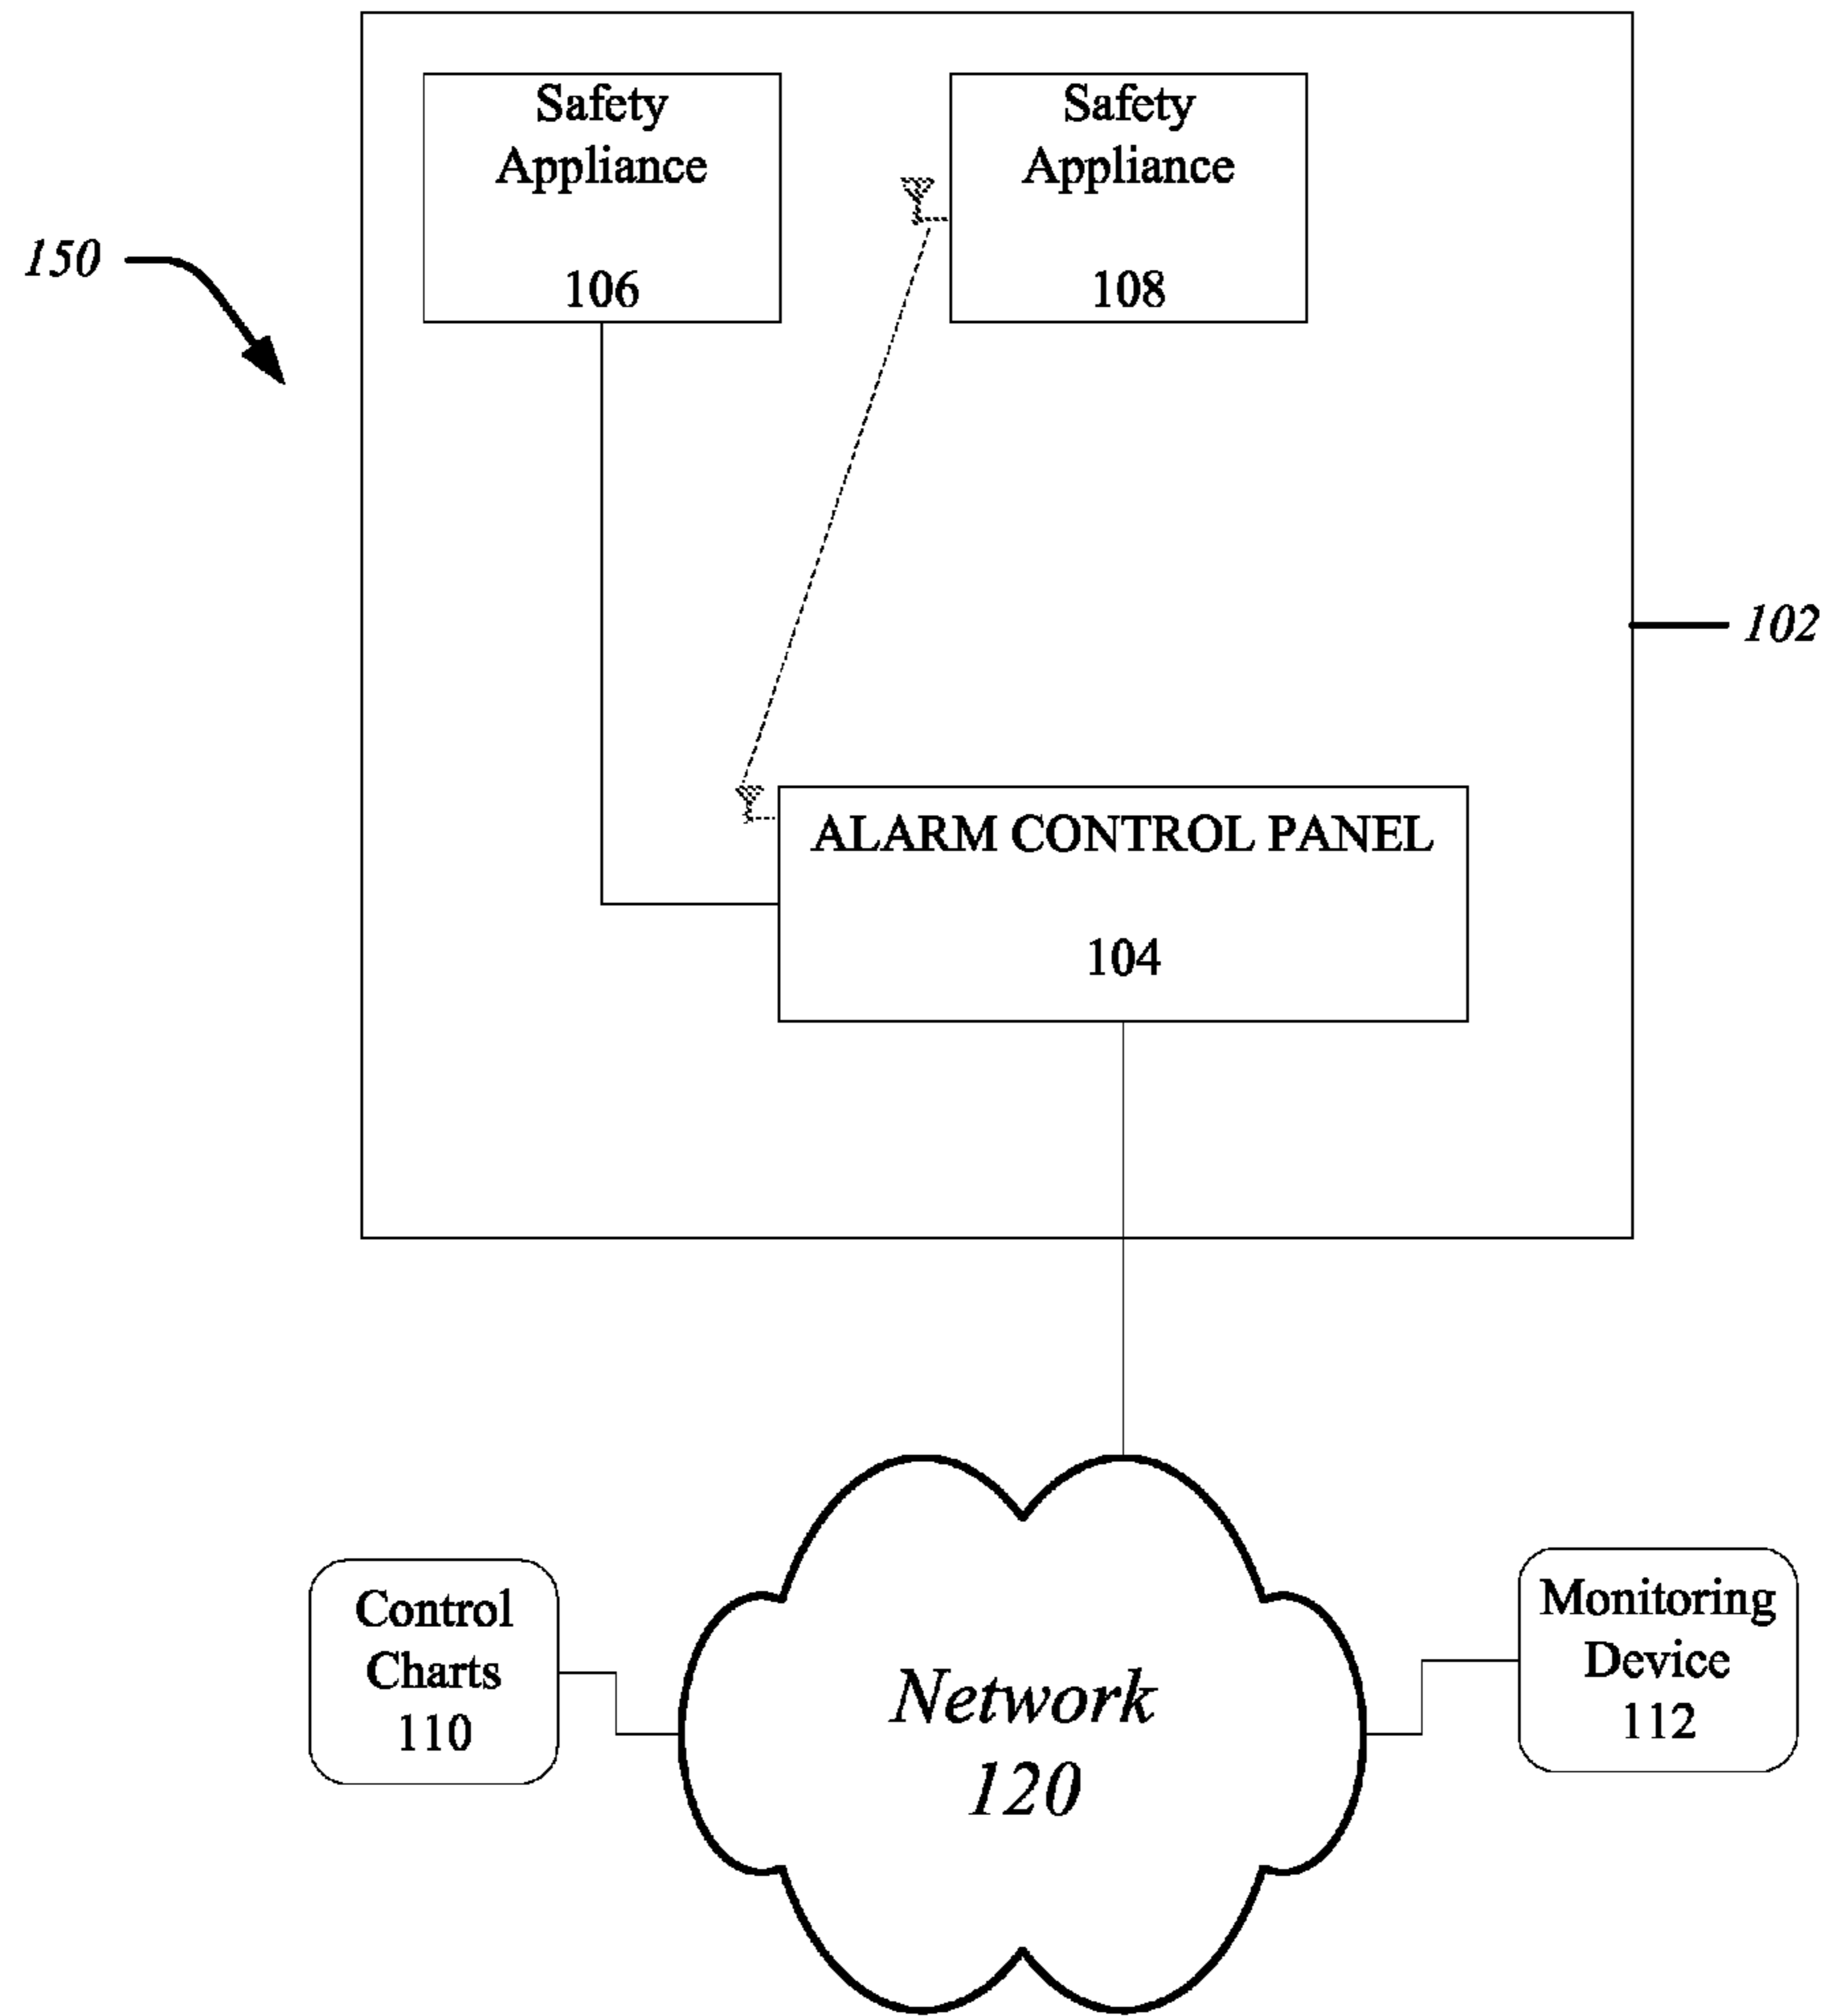 Safety
Appliance
106
Safety
Appliance
108
150
102
ALARM CONTROL PANEL
104
Control
Charts
110
Network
120
Monitoring
Device
112